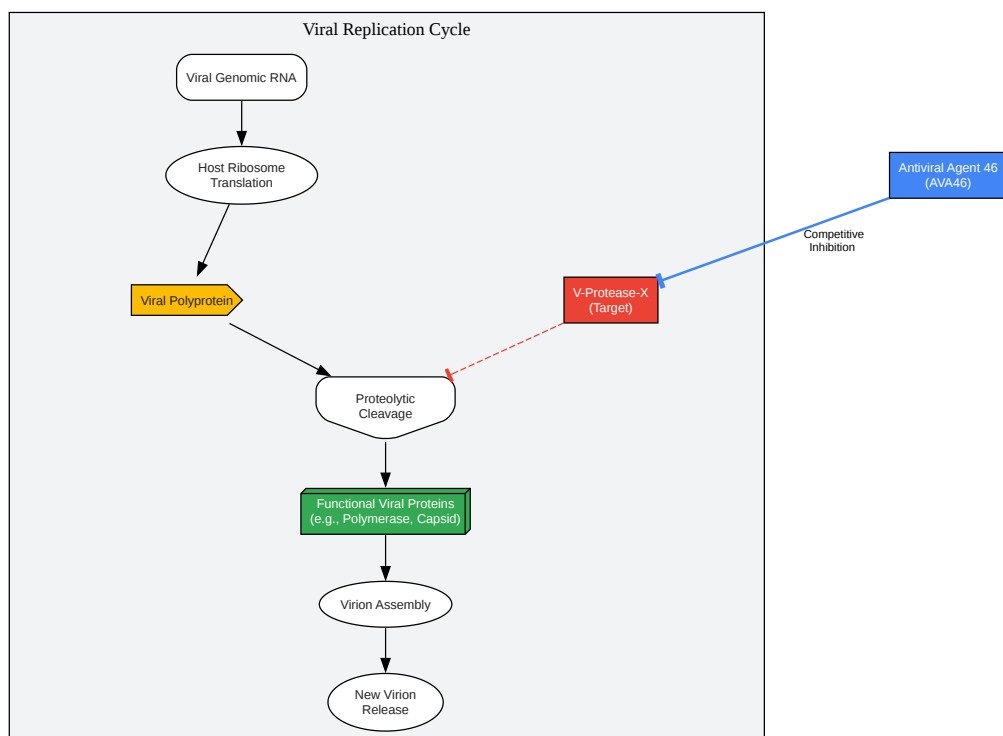 Viral Replication Cycle
Viral Genomic RNA
Host Ribosome
Translation
Antiviral Agent 46
(AVA46)
Competitive
Inhibition
Viral Polyprotein
V-Protease-X
(Target)
Proteolytic
Cleavage
Functional Viral Proteins
(e.g., Polymerase, Capsid)
Virion Assembly
New Virion
Release